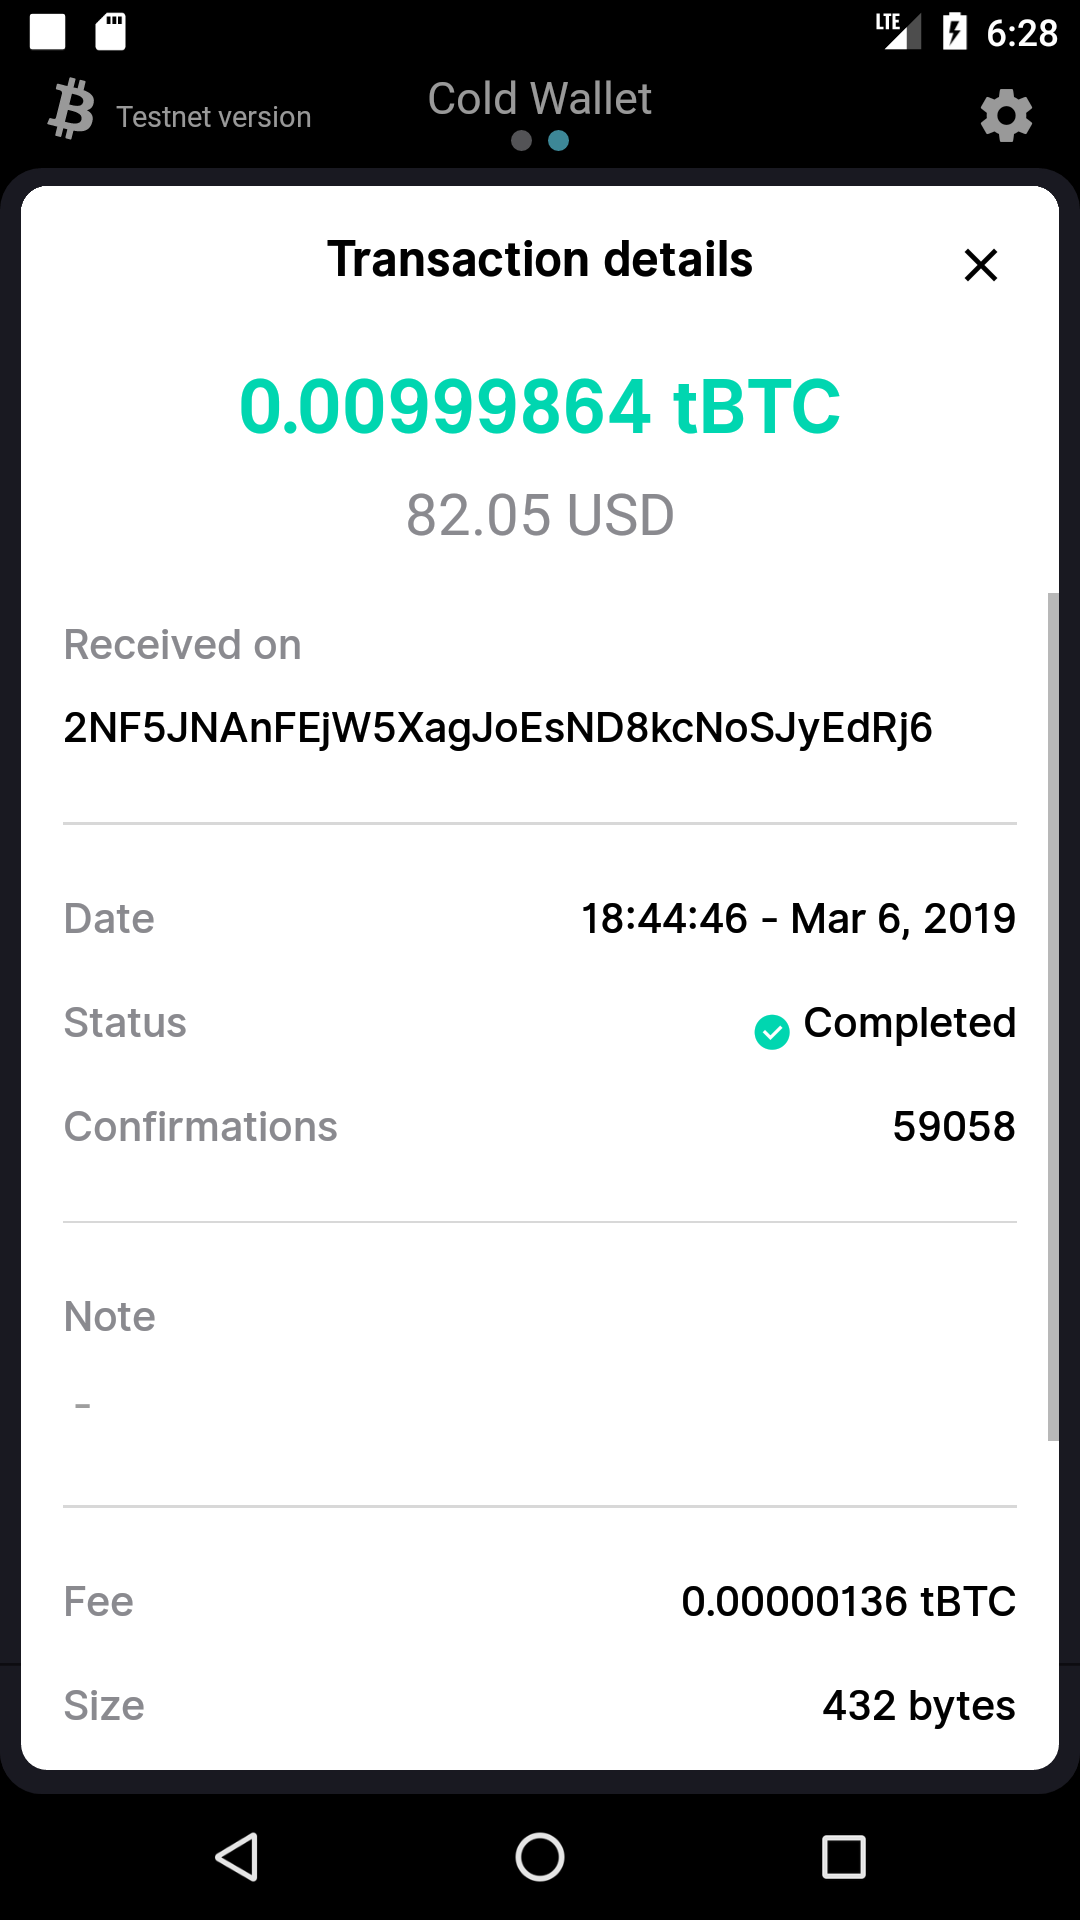 LTE 6:28
Testnet version
Cold Wallet
Transaction details
0.00999864 tBTC
82.05 USD
Received on
2NF5JNAnFEjW5XagJoEsND8kcNoSJyEdRj6
Date 18:44:46 - Mar 6, 2019
Status Completed
Confirmations 59058
Note
-
Fee 0.00000136 tBTC
Size 432 bytes